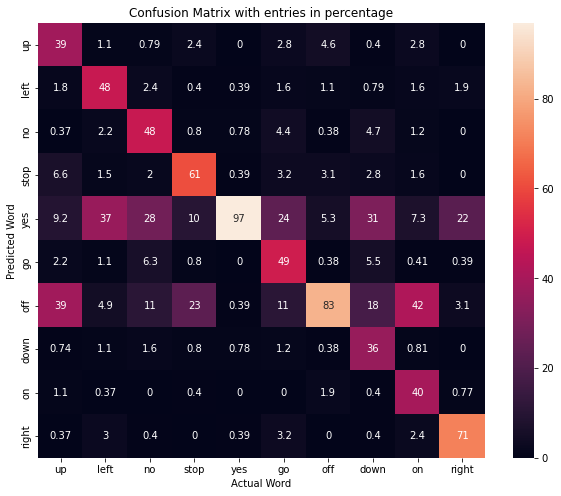 Confusion Matrix with entries in percentage
up 39 1.1 0.79 2.4 0 2.8 4.6 0.4 2.8 0
left 1.8 48 2.4 0.4 0.39 1.6 1.1 0.79 1.6 1.9
no 0.37 2.2 48 0.8 0.78 4.4 0.38 4.7 1.2 0
stop 6.6 1.5 2 61 0.39 3.2 3.1 2.8 1.6 0
yes 9.2 37 28 10 97 24 5.3 31 7.3 22
go 2.2 1.1 6.3 0.8 0 49 0.38 5.5 0.41 0.39
off 39 4.9 11 23 0.39 11 83 18 42 3.1
down 0.74 1.1 1.6 0.8 0.78 1.2 0.38 36 0.81 0
on 1.1 0.37 0 0.4 0 0 1.9 0.4 40 0.77
right 0.37 3 0.4 0 0.39 3.2 0 0.4 2.4 71
up left no stop yes go off down on right
Actual Word
Predicted Word
80
60
40
20
0